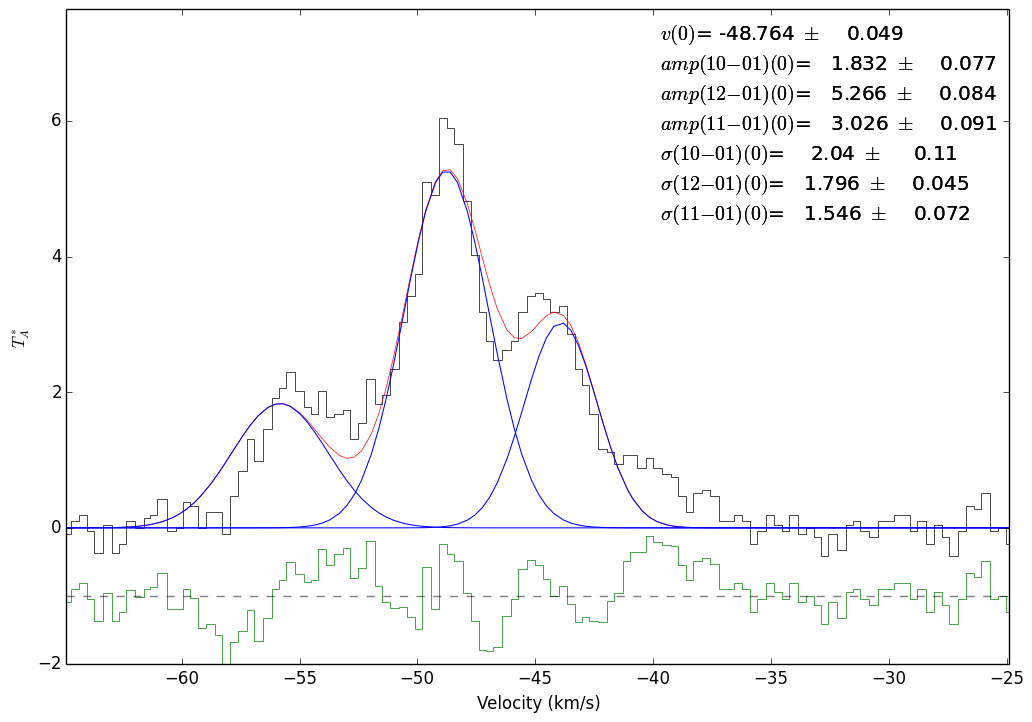 v(0)= -48.764 ± 0.049
amp(10−01)(0)= 1.832 ± 0.077
amp(12−01)(0)= 5.266 ± 0.084
amp(11−01)(0)= 3.026 ± 0.091
σ(10−01)(0)= 2.04 ± 0.11
σ(12−01)(0)= 1.796 ± 0.045
σ(11−01)(0)= 1.546 ± 0.072
6
4
2
0
−2
T*A
−60 −55 −50 −45 −40 −35 −30 −25
Velocity (km/s)